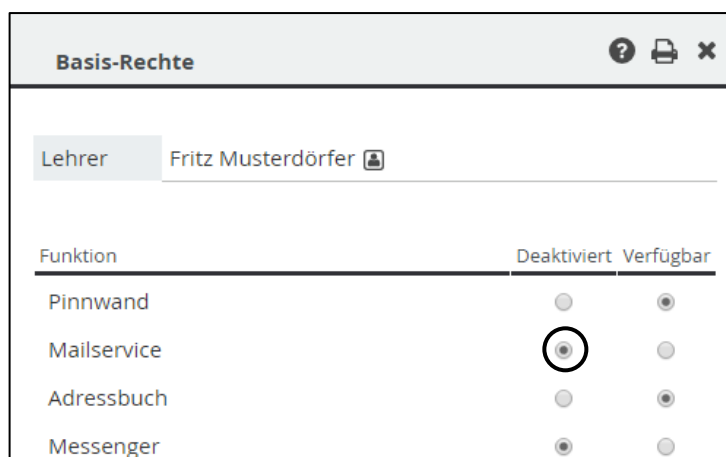 Basis-Rechte
Lehrer Fritz Musterdörfer
Funktion Deaktiviert Verfügbar
Pinnwand
Mailservice
Adressbuch
Messenger